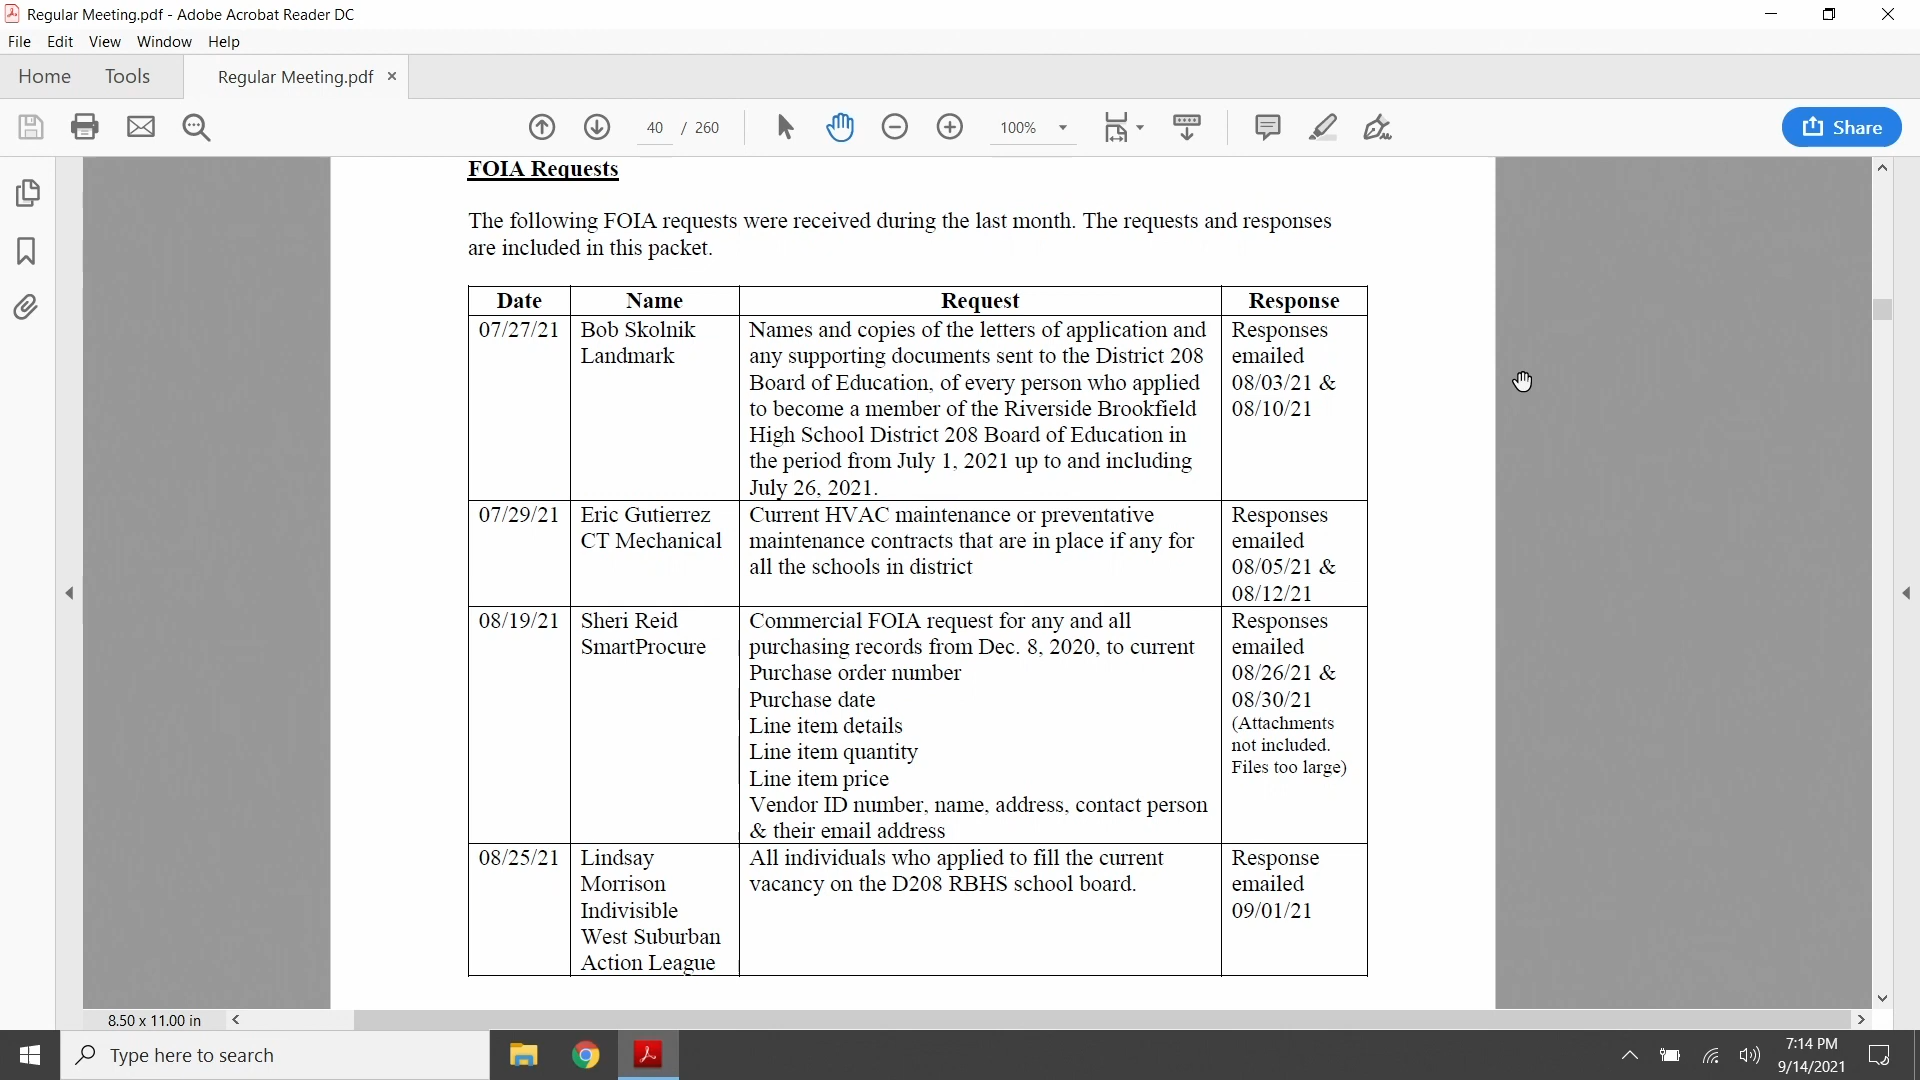 Regular Meeting.pdf - Adobe Acrobat Reader DC
File Edit View Window Help
Home Tools Regular Meeting.pdf ×
40 / 260 100% Share
FOIA Requests
The following FOIA requests were received during the last month. The requests and responses
are included in this packet.
Date Name Request Response
07/27/21 Bob Skolnik Names and copies of the letters of application and Responses
Landmark any supporting documents sent to the District 208 emailed
Board of Education, of every person who applied 08/03/21 &
to become a member of the Riverside Brookfield 08/10/21
High School District 208 Board of Education in
the period from July 1, 2021 up to and including
July 26, 2021.
07/29/21 Eric Gutierrez Current HVAC maintenance or preventative Responses
CT Mechanical maintenance contracts that are in place if any for emailed
all the schools in district 08/05/21 &
08/12/21
08/19/21 Sheri Reid Commercial FOIA request for any and all Responses
SmartProcure purchasing records from Dec. 8, 2020, to current emailed
Purchase order number 08/26/21 &
Purchase date 08/30/21
Line item details (Attachments
Line item quantity not included.
Line item price Files too large)
Vendor ID number, name, address, contact person
& their email address
08/25/21 Lindsay All individuals who applied to fill the current Response
Morrison vacancy on the D208 RBHS school board. emailed
Indivisible 09/01/21
West Suburban
Action League
8.50 x 11.00 in
Type here to search
7:14 PM
9/14/2021